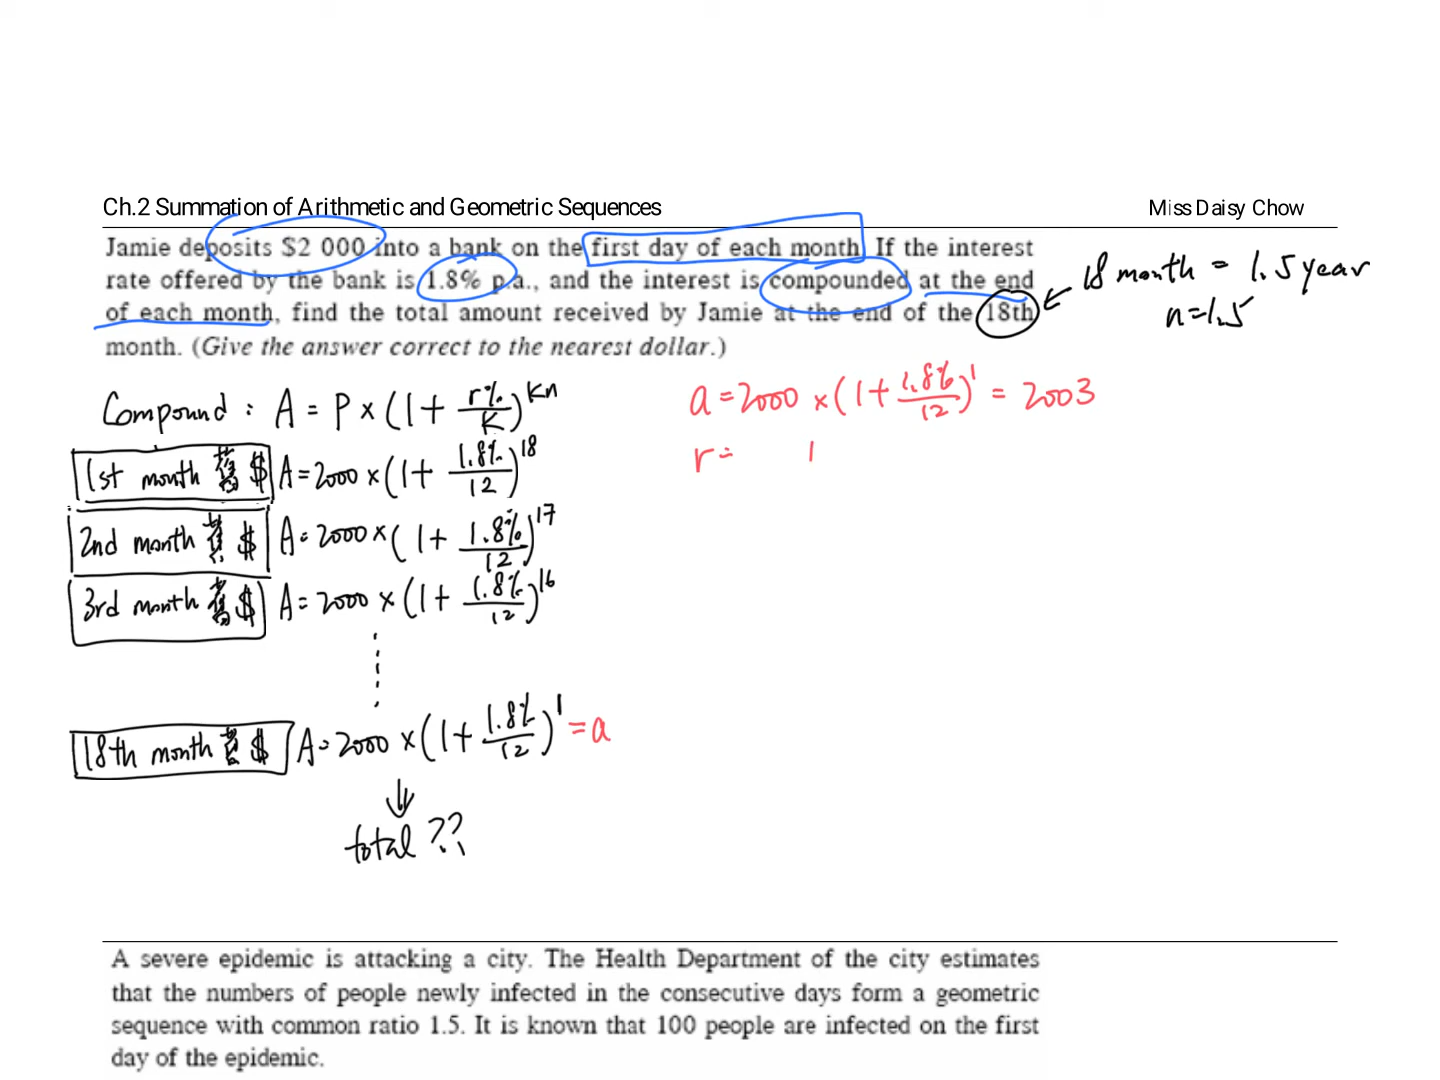 Ch.2 Summation of Arithmetic and Geometric Sequences
Miss Daisy Chow
Jamie deposits $2 000 into a bank on the first day of each month. If the interest
rate offered by the bank is 1.8% p.a., and the interest is compounded at the end
of each month, find the total amount received by Jamie at the end of the 18th
month. (Give the answer correct to the nearest dollar.)
18 month = 1.5 year
n=1.5
Compound : A = P × (1 + r%/K)^Kn
1st month 舊 $ A = 2000 × (1 + 1.8%/12)^18
2nd month 舊 $ A = 2000 × (1 + 1.8%/12)^17
3rd month 舊 $ A = 2000 × (1 + 1.8%/12)^16
18th month 舊 $ A = 2000 × (1 + 1.8%/12)^1 = a
total ??
a = 2000 × (1 + 1.8%/12)^1 = 2003
r = 1
A severe epidemic is attacking a city. The Health Department of the city estimates
that the numbers of people newly infected in the consecutive days form a geometric
sequence with common ratio 1.5. It is known that 100 people are infected on the first
day of the epidemic.